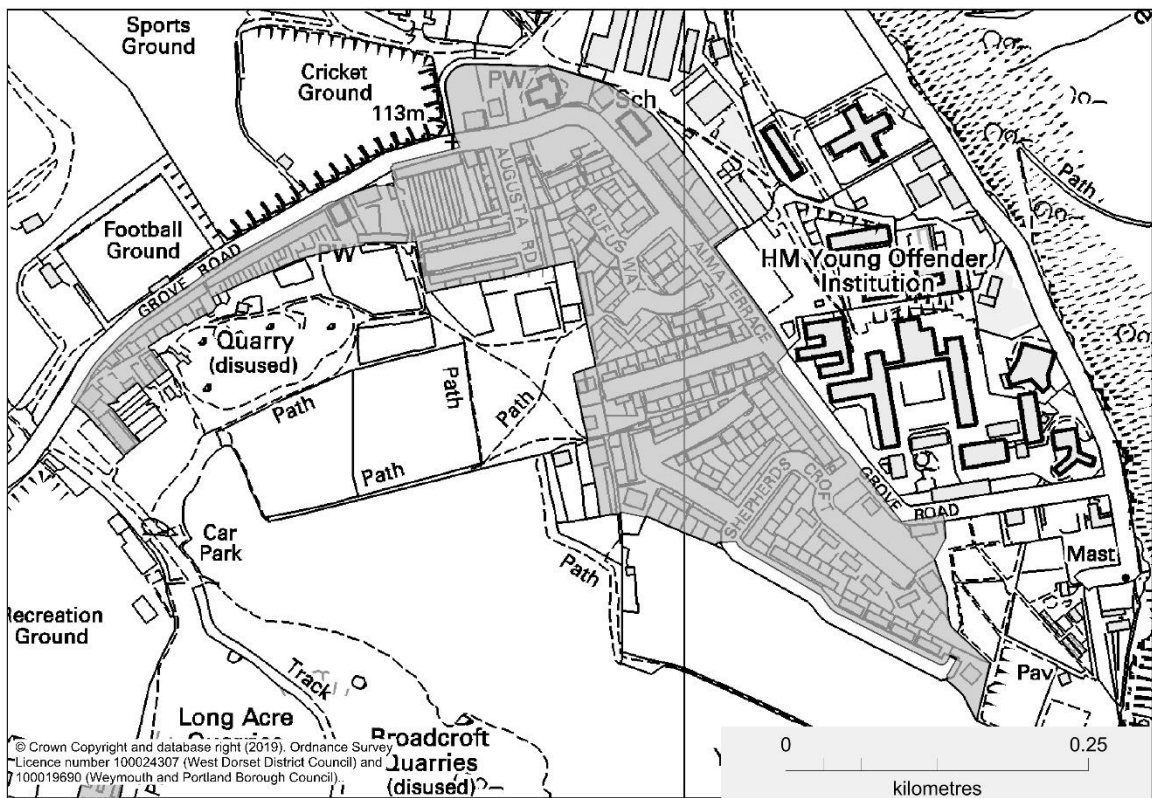 Sports
Ground
Cricket
Ground
113m
PW
Sch
Path
Football
Ground
GROVE ROAD
PW
AUGUSTA RD
RUFUS WAY
ALMA TERRACE
HM Young Offender
Institution
Quarry
(disused)
Path
Path
Path
Path
SHEPHERDS CROFT
GROVE
ROAD
Car
Park
Path
Mast
Recreation
Ground
Track
Pav
Long Acre
Quarries
Broadcroft
Quarries
(disused)
© Crown Copyright and database right (2019). Ordnance Survey
Licence number 100024307 (West Dorset District Council) and
100019690 (Weymouth and Portland Borough Council)..
0 0.25
kilometres